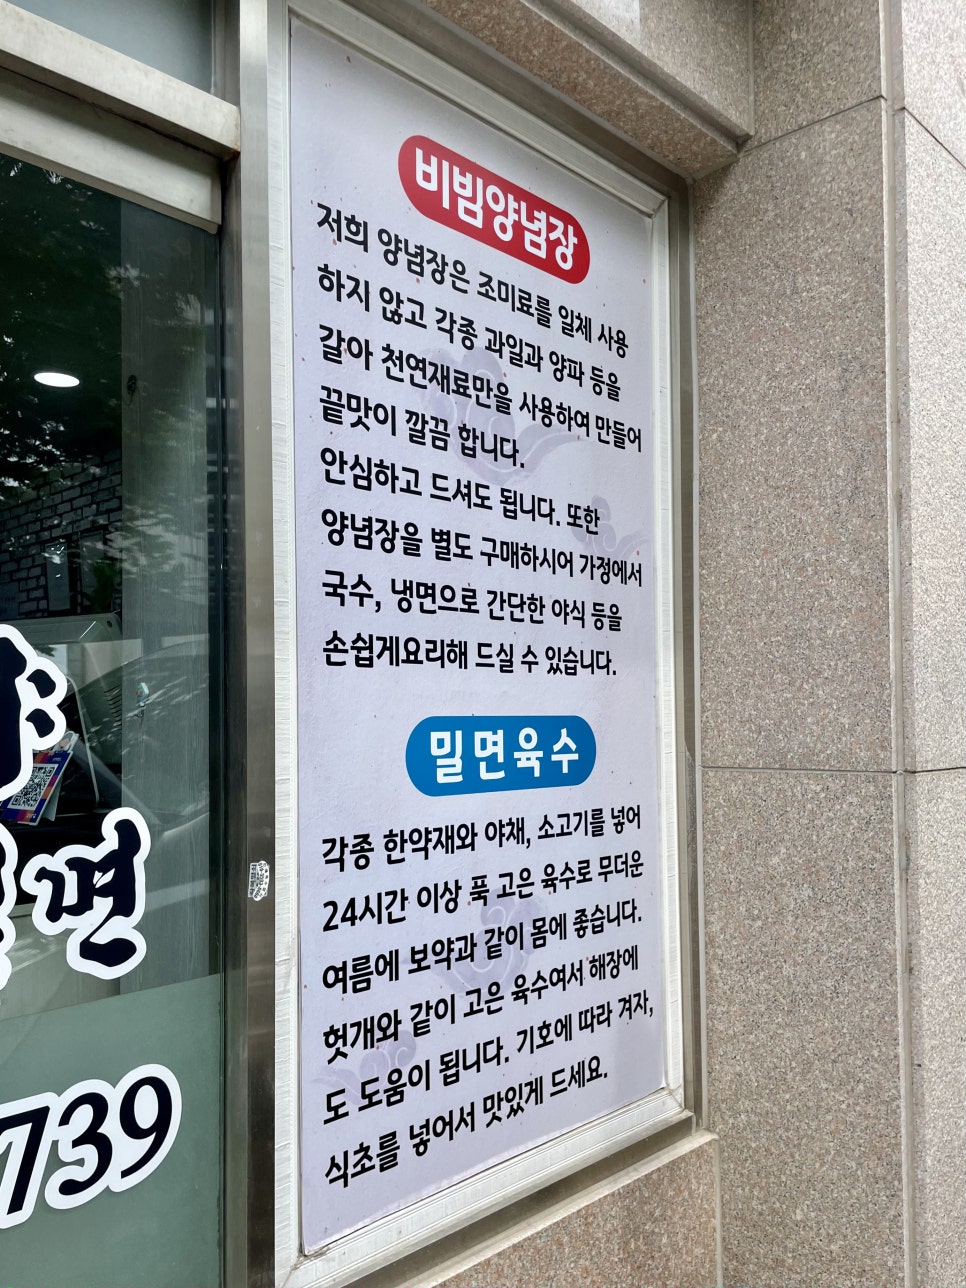 비빔양념장
저희 양념장은 조미료를 일체 사용
하지 않고 각종 과일과 양파 등을
갈아 천연재료만을 사용하여 만들어
끝맛이 깔끔 합니다.
안심하고 드셔도 됩니다. 또한
양념장을 별도 구매하시어 가정에서
국수, 냉면으로 간단한 야식 등을
손쉽게요리해 드실 수 있습니다.
밀면육수
각종 한약재와 야채, 소고기를 넣어
24시간 이상 푹 고은 육수로 무더운
여름에 보약과 같이 몸에 좋습니다.
헛개와 같이 고은 육수여서 해장에
도 도움이 됩니다. 기호에 따라 겨자,
식초를 넣어서 맛있게 드세요.
면
739